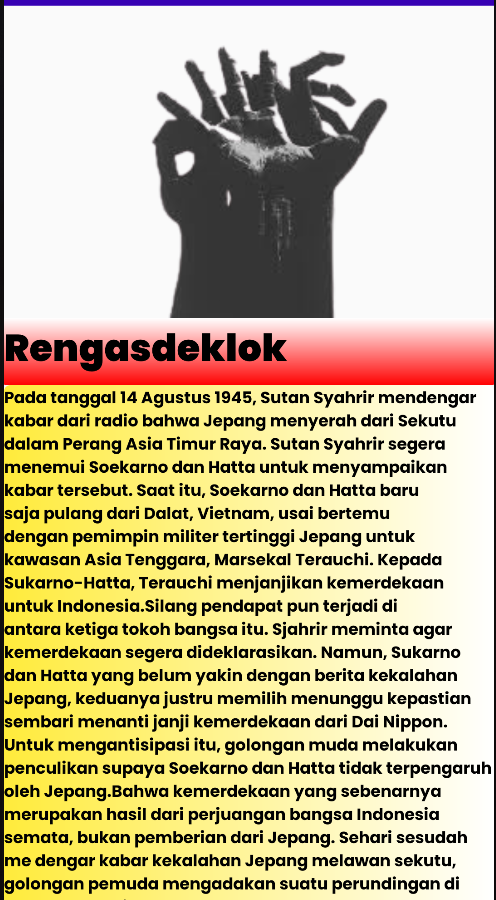 Rengasdeklok
Pada tanggal 14 Agustus 1945, Sutan Syahrir mendengar
kabar dari radio bahwa Jepang menyerah dari Sekutu
dalam Perang Asia Timur Raya. Sutan Syahrir segera
menemui Soekarno dan Hatta untuk menyampaikan
kabar tersebut. Saat itu, Soekarno dan Hatta baru
saja pulang dari Dalat, Vietnam, usai bertemu
dengan pemimpin militer tertinggi Jepang untuk
kawasan Asia Tenggara, Marsekal Terauchi. Kepada
Sukarno-Hatta, Terauchi menjanjikan kemerdekaan
untuk Indonesia.Silang pendapat pun terjadi di
antara ketiga tokoh bangsa itu. Sjahrir meminta agar
kemerdekaan segera dideklarasikan. Namun, Sukarno
dan Hatta yang belum yakin dengan berita kekalahan
Jepang, keduanya justru memilih menunggu kepastian
sembari menanti janji kemerdekaan dari Dai Nippon.
Untuk mengantisipasi itu, golongan muda melakukan
penculikan supaya Soekarno dan Hatta tidak terpengaruh
oleh Jepang.Bahwa kemerdekaan yang sebenarnya
merupakan hasil dari perjuangan bangsa Indonesia
semata, bukan pemberian dari Jepang. Sehari sesudah
me dengar kabar kekalahan Jepang melawan sekutu,
golongan pemuda mengadakan suatu perundingan di